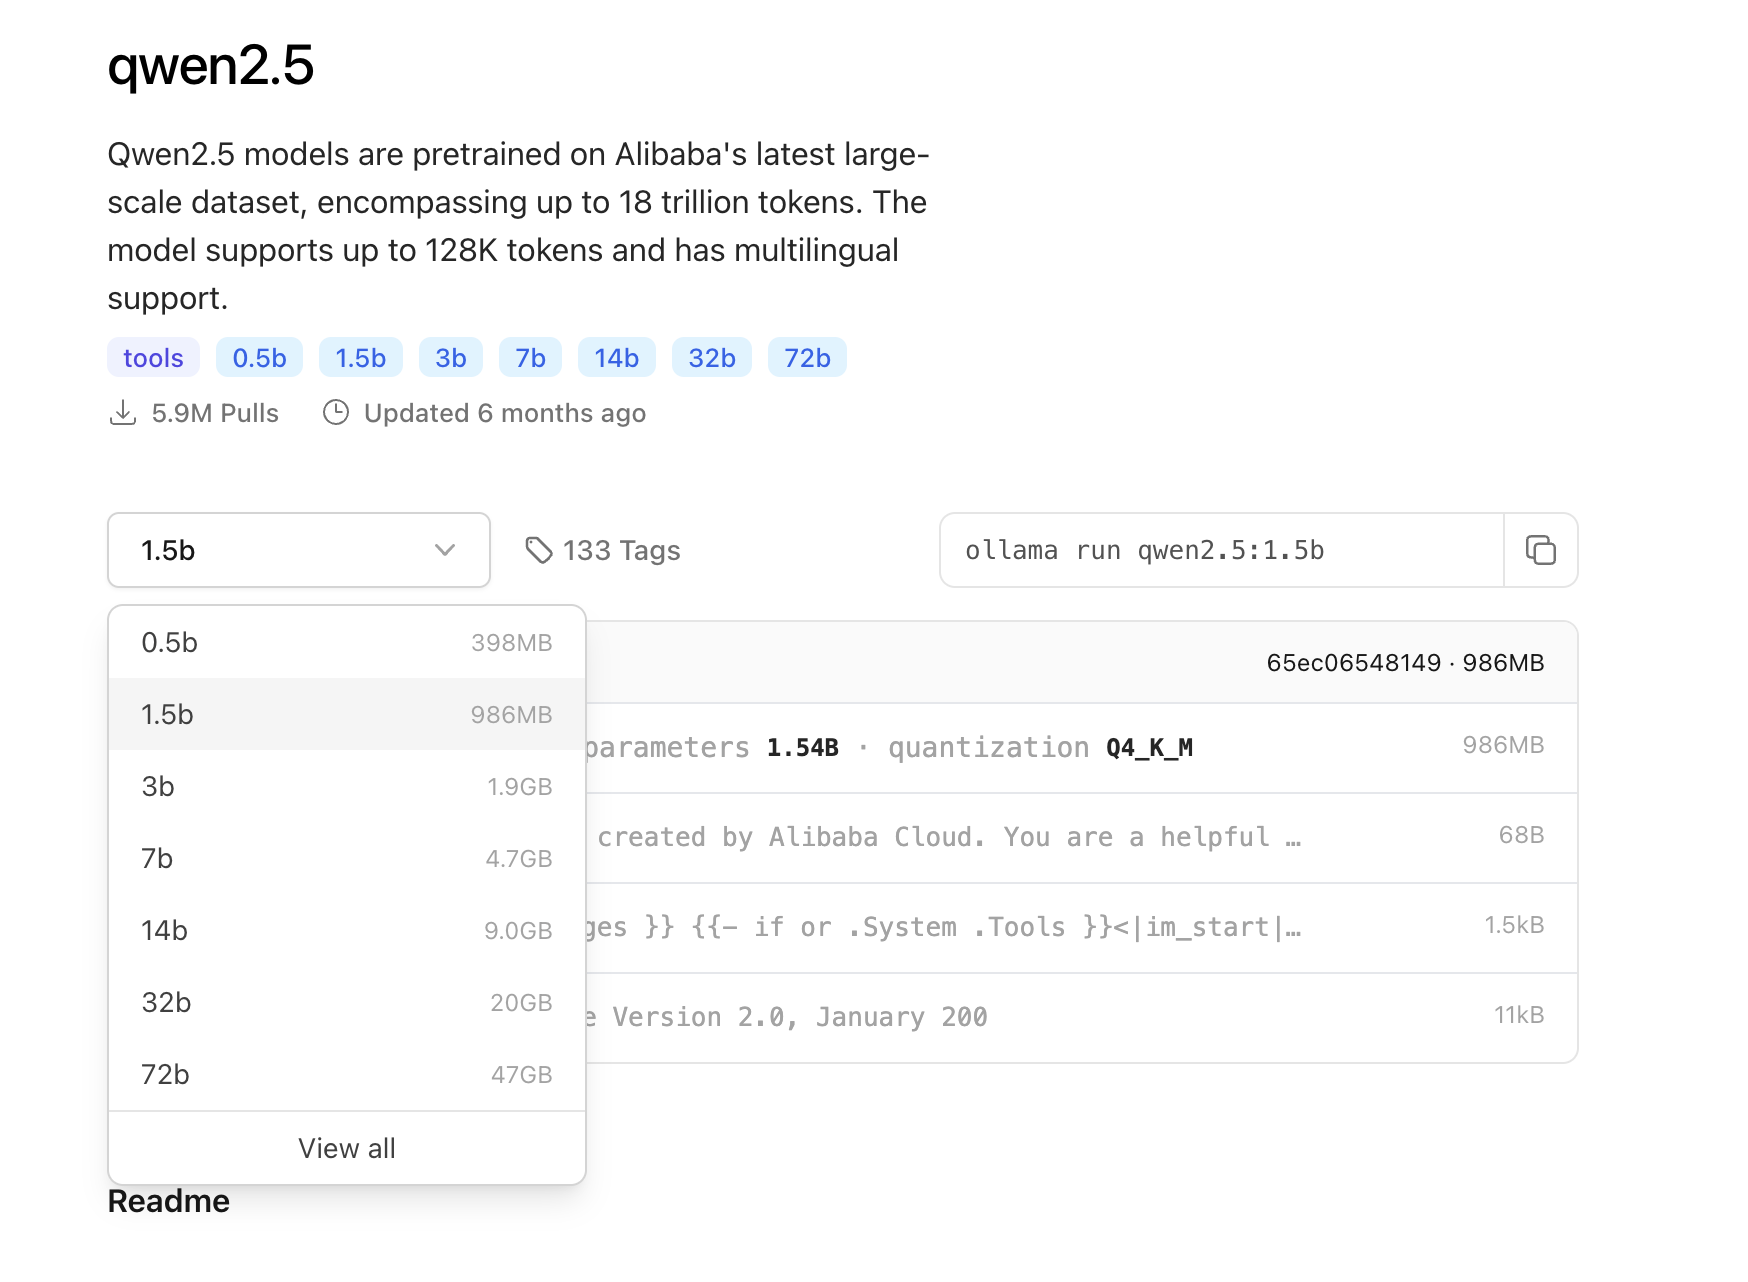 qwen2.5
Qwen2.5 models are pretrained on Alibaba's latest large-
scale dataset, encompassing up to 18 trillion tokens. The
model supports up to 128K tokens and has multilingual
support.
tools 0.5b 1.5b 3b 7b 14b 32b 72b
5.9M Pulls Updated 6 months ago
1.5b 133 Tags ollama run qwen2.5:1.5b
0.5b 398MB
1.5b 986MB
3b 1.9GB
7b 4.7GB
14b 9.0GB
32b 20GB
72b 47GB
View all
65ec06548149 · 986MB
parameters 1.54B · quantization Q4_K_M 986MB
created by Alibaba Cloud. You are a helpful … 68B
ges }} {{- if or .System .Tools }}<|im_start|… 1.5kB
e Version 2.0, January 200 11kB
Readme